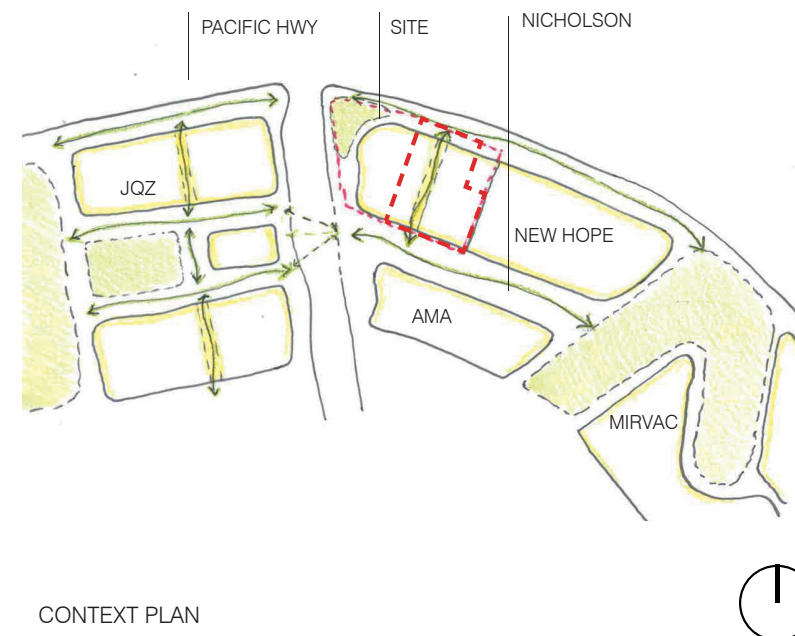 PACIFIC HWY
SITE
NICHOLSON
JQZ
NEW HOPE
AMA
MIRVAC
CONTEXT PLAN